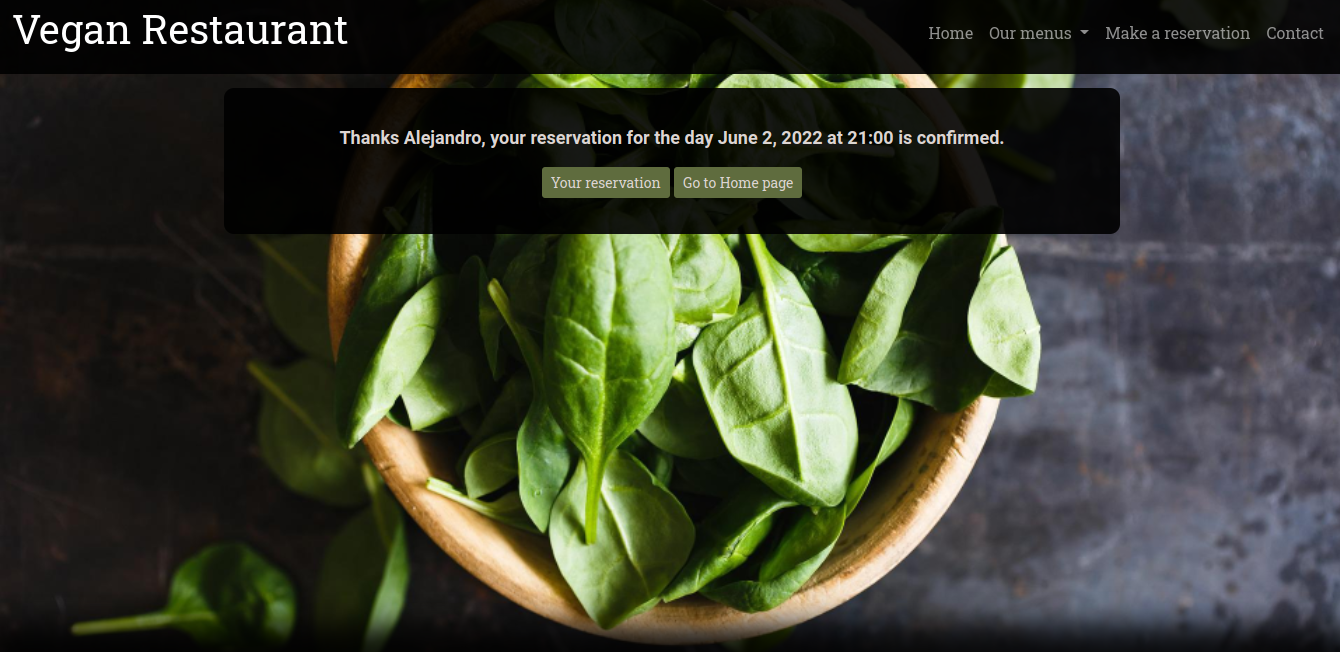 Vegan Restaurant
Home Our menus Make a reservation Contact
Thanks Alejandro, your reservation for the day June 2, 2022 at 21:00 is confirmed.
Your reservation Go to Home page